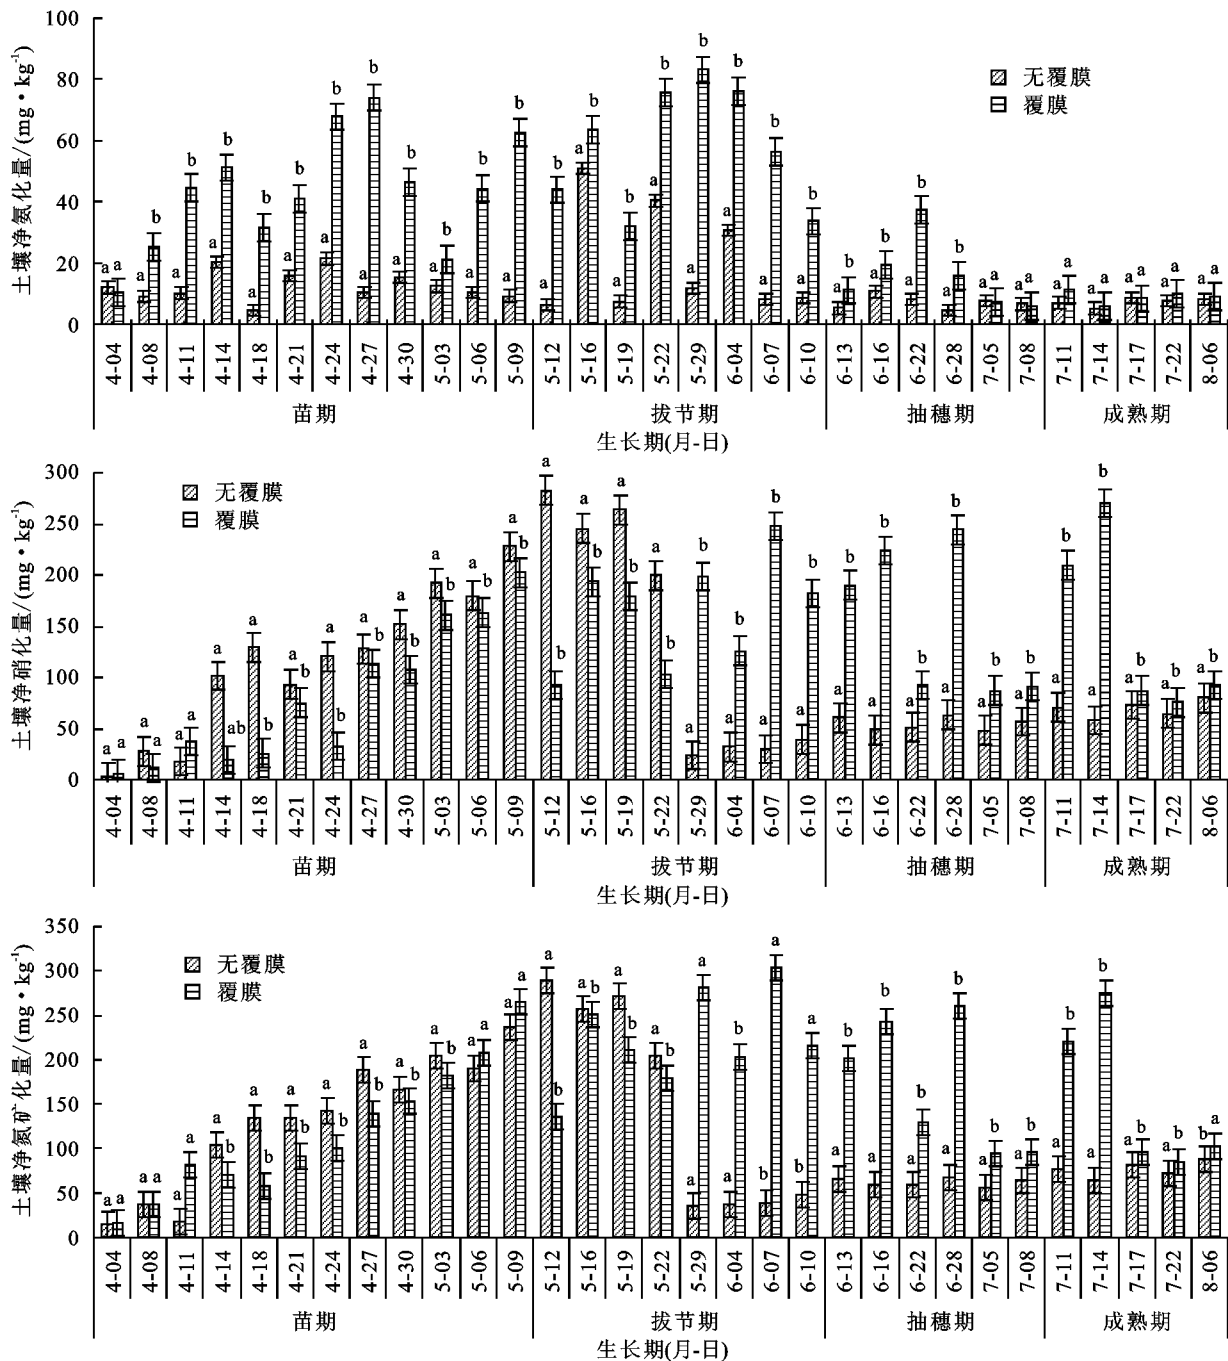 土壤净氨化量/(mg·kg⁻¹)
100
80
60
40
20
0
无覆膜
覆膜
a a a b a b a b a b a b a b a b a b a b a b a b a b a b a b a b a b a b a b a b a b a b a b a b a a a a a a a a a a a a a a
4-04 4-08 4-11 4-14 4-18 4-21 4-24 4-27 4-30 5-03 5-06 5-09 5-12 5-16 5-19 5-22 5-29 6-04 6-07 6-10 6-13 6-16 6-22 6-28 7-05 7-08 7-11 7-14 7-17 7-22 8-06
苗期 拔节期 抽穗期 成熟期
生长期(月-日)
土壤净硝化量/(mg·kg⁻¹)
300
250
200
150
100
50
0
无覆膜
覆膜
a a a a a a a ab a b a b a b a b a b a b a b a b a b a b a b a b a b a b a b a b a b a b a b a b a b a b a b a b a b a b a b
4-04 4-08 4-11 4-14 4-18 4-21 4-24 4-27 4-30 5-03 5-06 5-09 5-12 5-16 5-19 5-22 5-29 6-04 6-07 6-10 6-13 6-16 6-22 6-28 7-05 7-08 7-11 7-14 7-17 7-22 8-06
苗期 拔节期 抽穗期 成熟期
生长期(月-日)
土壤净氮矿化量/(mg·kg⁻¹)
350
300
250
200
150
100
50
0
无覆膜
覆膜
a a a a a a a b a b a b a b a b a b a b a a a a a b a b a b a b a a a b b a b a a b a b a b a b a b a b a b a b a b a b b a
4-04 4-08 4-11 4-14 4-18 4-21 4-24 4-27 4-30 5-03 5-06 5-09 5-12 5-16 5-19 5-22 5-29 6-04 6-07 6-10 6-13 6-16 6-22 6-28 7-05 7-08 7-11 7-14 7-17 7-22 8-06
苗期 拔节期 抽穗期 成熟期
生长期(月-日)